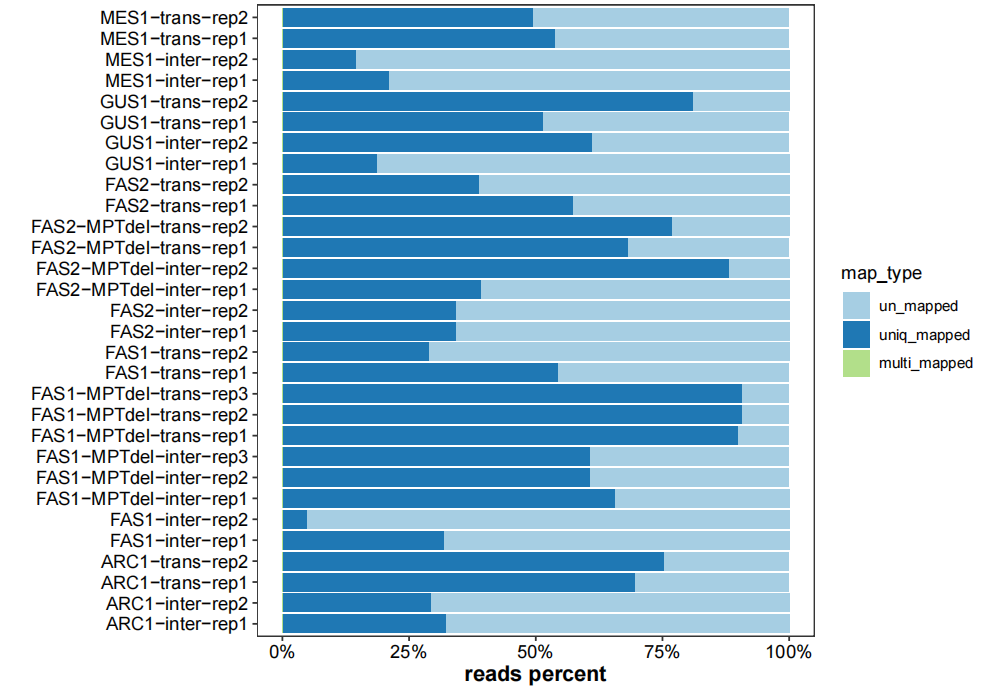 MES1−trans−rep2
MES1−trans−rep1
MES1−inter−rep2
MES1−inter−rep1
GUS1−trans−rep2
GUS1−trans−rep1
GUS1−inter−rep2
GUS1−inter−rep1
FAS2−trans−rep2
FAS2−trans−rep1
FAS2−MPTdel−trans−rep2
FAS2−MPTdel−trans−rep1
FAS2−MPTdel−inter−rep2
FAS2−MPTdel−inter−rep1
FAS2−inter−rep2
FAS2−inter−rep1
FAS1−trans−rep2
FAS1−trans−rep1
FAS1−MPTdel−trans−rep3
FAS1−MPTdel−trans−rep2
FAS1−MPTdel−trans−rep1
FAS1−MPTdel−inter−rep3
FAS1−MPTdel−inter−rep2
FAS1−MPTdel−inter−rep1
FAS1−inter−rep2
FAS1−inter−rep1
ARC1−trans−rep2
ARC1−trans−rep1
ARC1−inter−rep2
ARC1−inter−rep1
0% 25% 50% 75% 100%
reads percent
map_type
un_mapped
uniq_mapped
multi_mapped